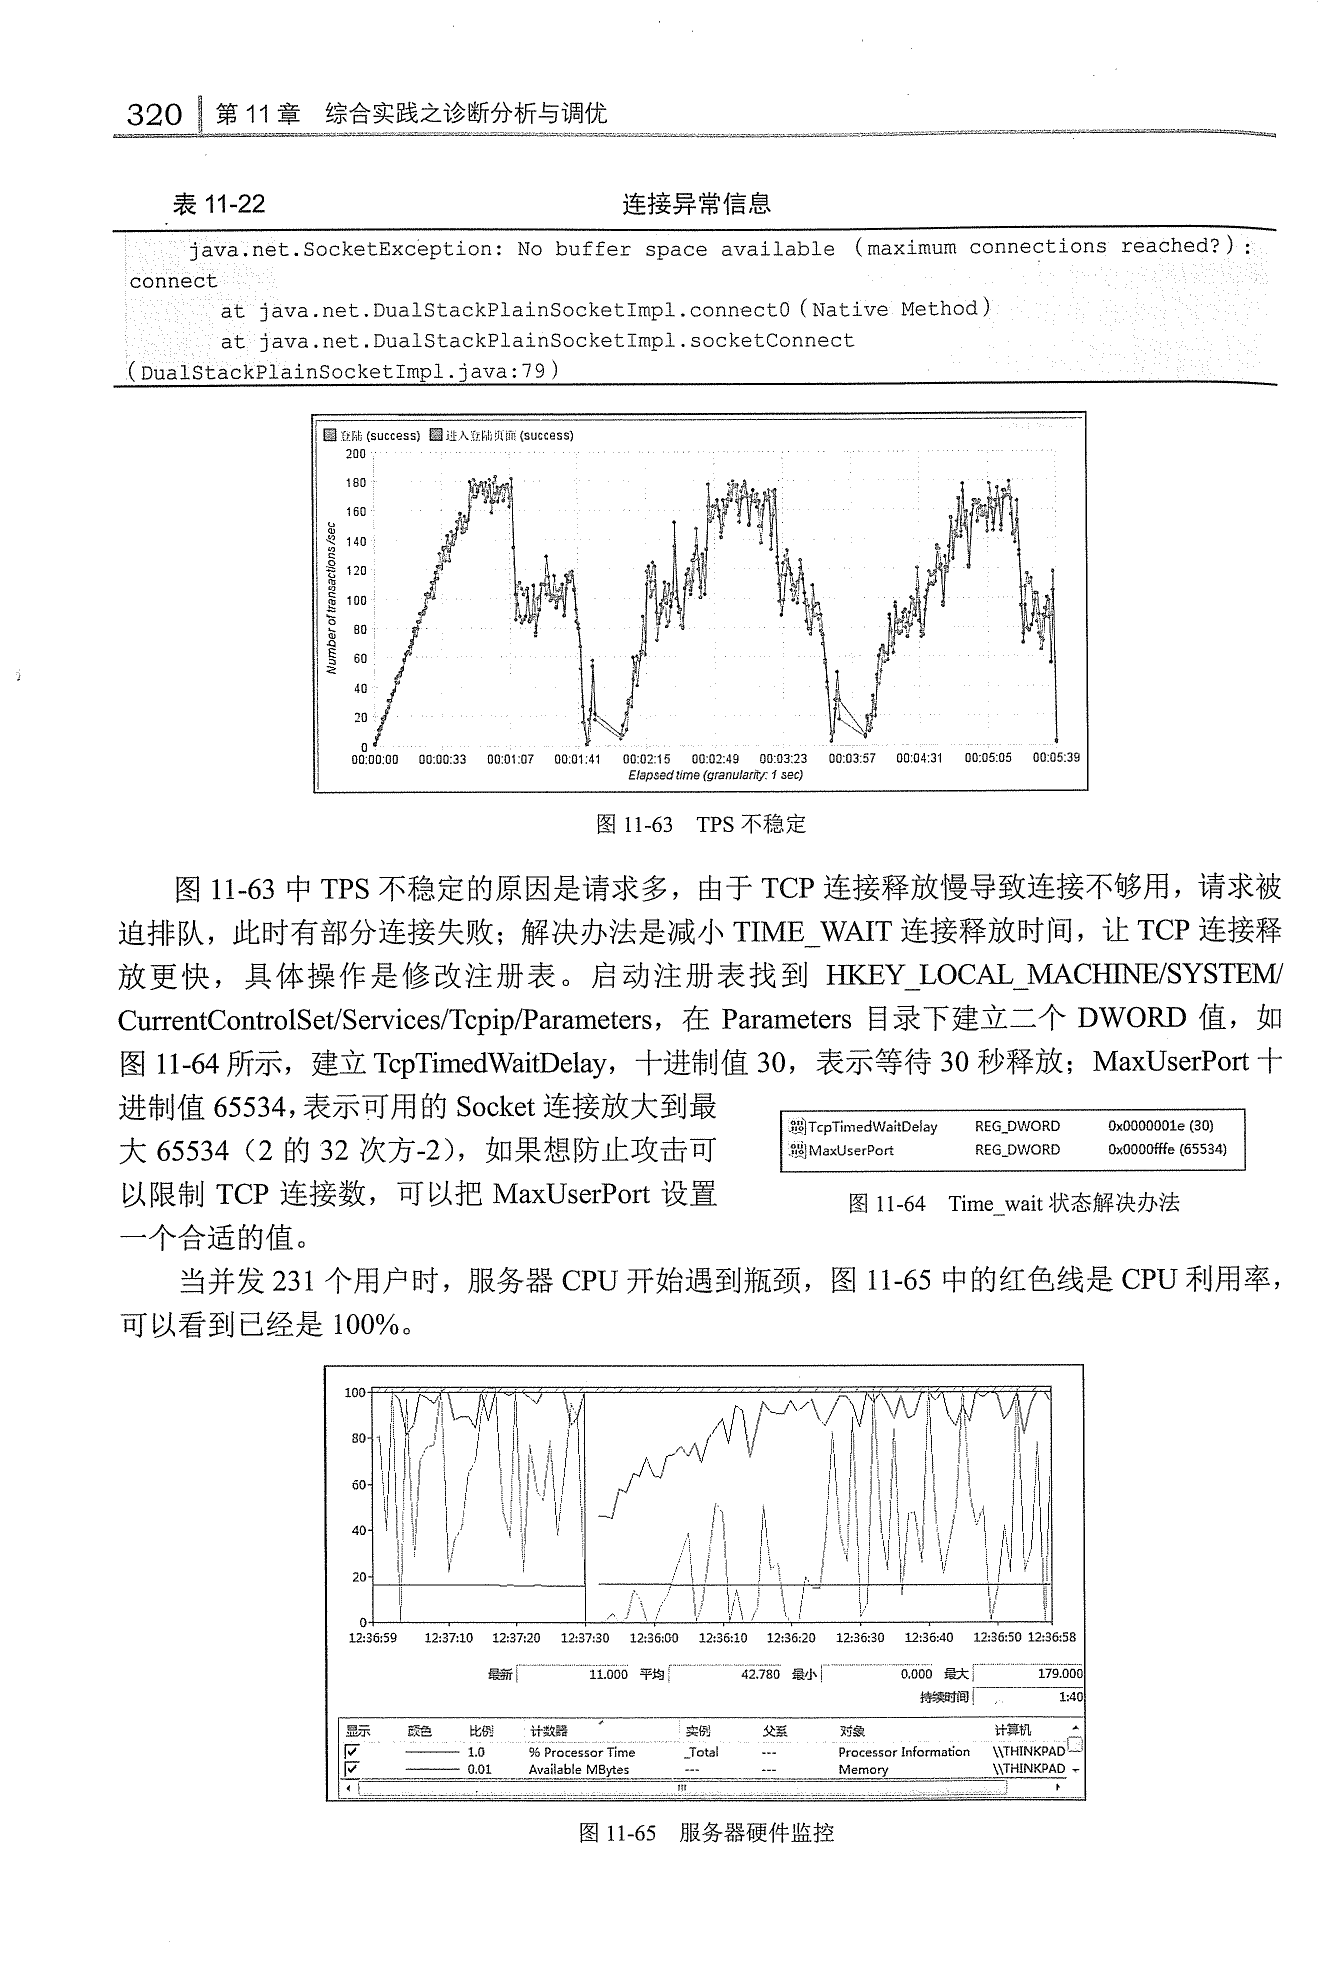 320 第 11 章 综合实践之诊断分析与调优
表 11-22 连接异常信息
java.net.SocketException: No buffer space available (maximum connections reached?):
connect
at java.net.DualStackPlainSocketImpl.connect0(Native Method)
at java.net.DualStackPlainSocketImpl.socketConnect
(DualStackPlainSocketImpl.java:79)
登陆 (success) 进入登陆页面 (success)
200
180
160
140
120
100
80
60
40
20
0
Number of transactions /sec
00:00:00 00:00:33 00:01:07 00:01:41 00:02:15 00:02:49 00:03:23 00:03:57 00:04:31 00:05:05 00:05:39
Elapsed time (granularity: 1 sec)
图 11-63 TPS 不稳定
图 11-63 中 TPS 不稳定的原因是请求多，由于 TCP 连接释放慢导致连接不够用，请求被
迫排队，此时有部分连接失败；解决办法是减小 TIME_WAIT 连接释放时间，让 TCP 连接释
放更快，具体操作是修改注册表。启动注册表找到 HKEY_LOCAL_MACHINE/SYSTEM/
CurrentControlSet/Services/Tcpip/Parameters，在 Parameters 目录下建立二个 DWORD 值，如
图 11-64 所示，建立 TcpTimedWaitDelay，十进制值 30，表示等待 30 秒释放；MaxUserPort 十
进制值 65534，表示可用的 Socket 连接放大到最
大 65534（2 的 32 次方-2），如果想防止攻击可
以限制 TCP 连接数，可以把 MaxUserPort 设置
一个合适的值。
TcpTimedWaitDelay REG_DWORD 0x0000001e (30)
MaxUserPort REG_DWORD 0x0000fffe (65534)
图 11-64 Time_wait 状态解决办法
当并发 231 个用户时，服务器 CPU 开始遇到瓶颈，图 11-65 中的红色线是 CPU 利用率，
可以看到已经是 100%。
100
80
60
40
20
0
12:36:59 12:37:10 12:37:20 12:37:30 12:36:00 12:36:10 12:36:20 12:36:30 12:36:40 12:36:50 12:36:58
最新 11.000 平均 42.780 最小 0.000 最大 179.000
持续时间 1:40
显示 颜色 比例 计数器 实例 父系 对象 计算机
1.0 % Processor Time _Total --- Processor Information \\THINKPAD
0.01 Available MBytes --- --- Memory \\THINKPAD
图 11-65 服务器硬件监控